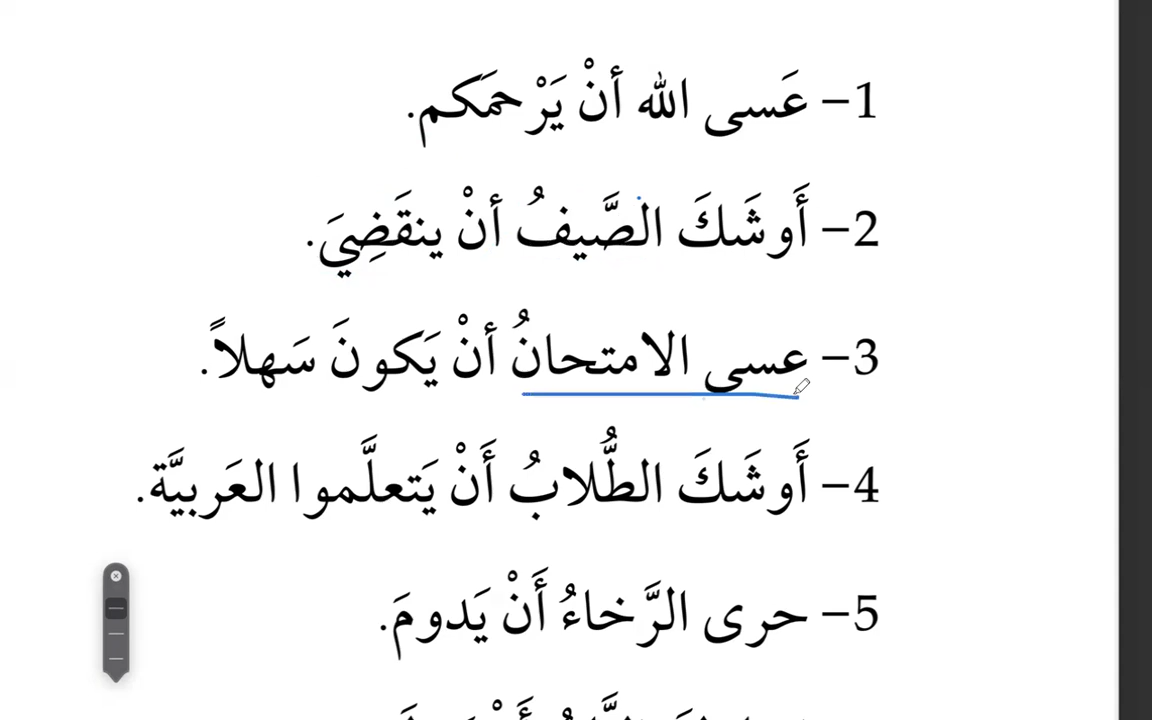 1– عَسى الله أنْ يَرْحمَكم.
2– أَوشَكَ الصَّيفُ أنْ ينقَضِيَ.
3– عسى الامتحانُ أنْ يَكونَ سَهلاً.
4– أَوشَكَ الطُّلابُ أَنْ يَتعلَّموا العَربيَّة.
5– حرى الرَّخاءُ أَنْ يَدومَ.